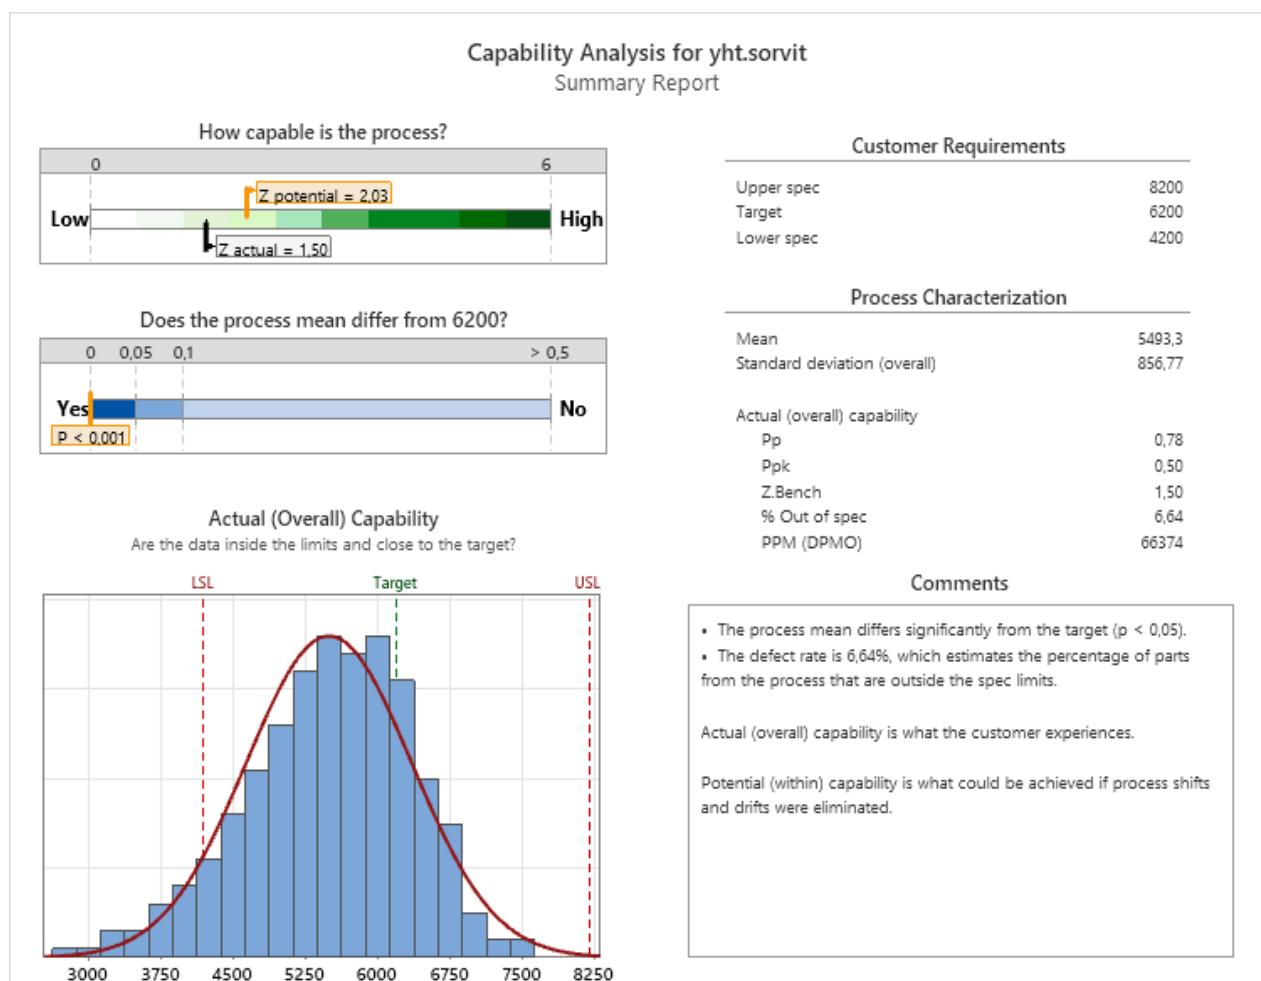 Capability Analysis for yht.sorvit
Summary Report
How capable is the process?
0 6
Z potential = 2,03
Low High
Z actual = 1,50
Does the process mean differ from 6200?
0 0,05 0,1 > 0,5
Yes No
P < 0,001
Actual (Overall) Capability
Are the data inside the limits and close to the target?
LSL Target USL
3000 3750 4500 5250 6000 6750 7500 8250
Customer Requirements
Upper spec 8200
Target 6200
Lower spec 4200
Process Characterization
Mean 5493,3
Standard deviation (overall) 856,77
Actual (overall) capability
Pp 0,78
Ppk 0,50
Z.Bench 1,50
% Out of spec 6,64
PPM (DPMO) 66374
Comments
• The process mean differs significantly from the target (p < 0,05).
• The defect rate is 6,64%, which estimates the percentage of parts
from the process that are outside the spec limits.
Actual (overall) capability is what the customer experiences.
Potential (within) capability is what could be achieved if process shifts
and drifts were eliminated.